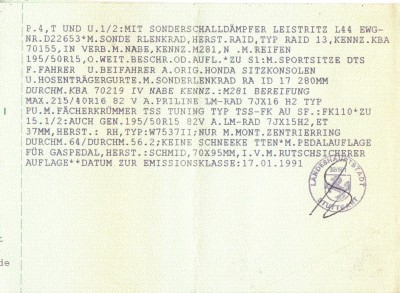 P.4,T UND U.1/2:MIT SONDERSCHALLDÄMPFER LEISTRITZ L44 EWG-
NR.D22653*M.SONDE RLENKRAD,HERST.RAID,TYP RAID 13,KENNZ.KBA
70155,IN VERB.M.NABE,KENNZ.M281,N .M.REIFEN
195/50R15,O.WEIT.BESCHR.OD.AUFL.*ZU S1:M.SPORTSITZE DTS
F.FAHRER  U.BEIFAHRER A.ORIG.HONDA SITZKONSOLEN
U.HOSENTRÄGERGURTE.M.SONDERLENKRAD RA ID 17 280MM
DURCHM.KBA 70219 IV NABE KENNZ.:M281 BEREIFUNG
MAX.215/40R16 82 V A.PRILINE LM-RAD 7JX16 H2 TYP
PU.M.FÄCHERKRÜMMER TSS TUNING TYP TSS-FK AU SF.:FK110*ZU
15.1/2:AUCH GEN.195/50R15 82V A.LM-RAD 7JX15H2,ET
37MM,HERST.: RH,TYP:W7537II;NUR M.MONT.ZENTRIERRING
DURCHM.64/DURCHM.56.2;KEINE SCHNEEKE TTEN*M.PEDALAUFLAGE
FÜR GASPEDAL,HERST.:SCHMID,70X95MM,I.V.M.RUTSCHSICHERER
AUFLAGE**DATUM ZUR EMISSIONSKLASSE:17.01.1991
LANDESHAUPTSTADT
STUTTGART
de